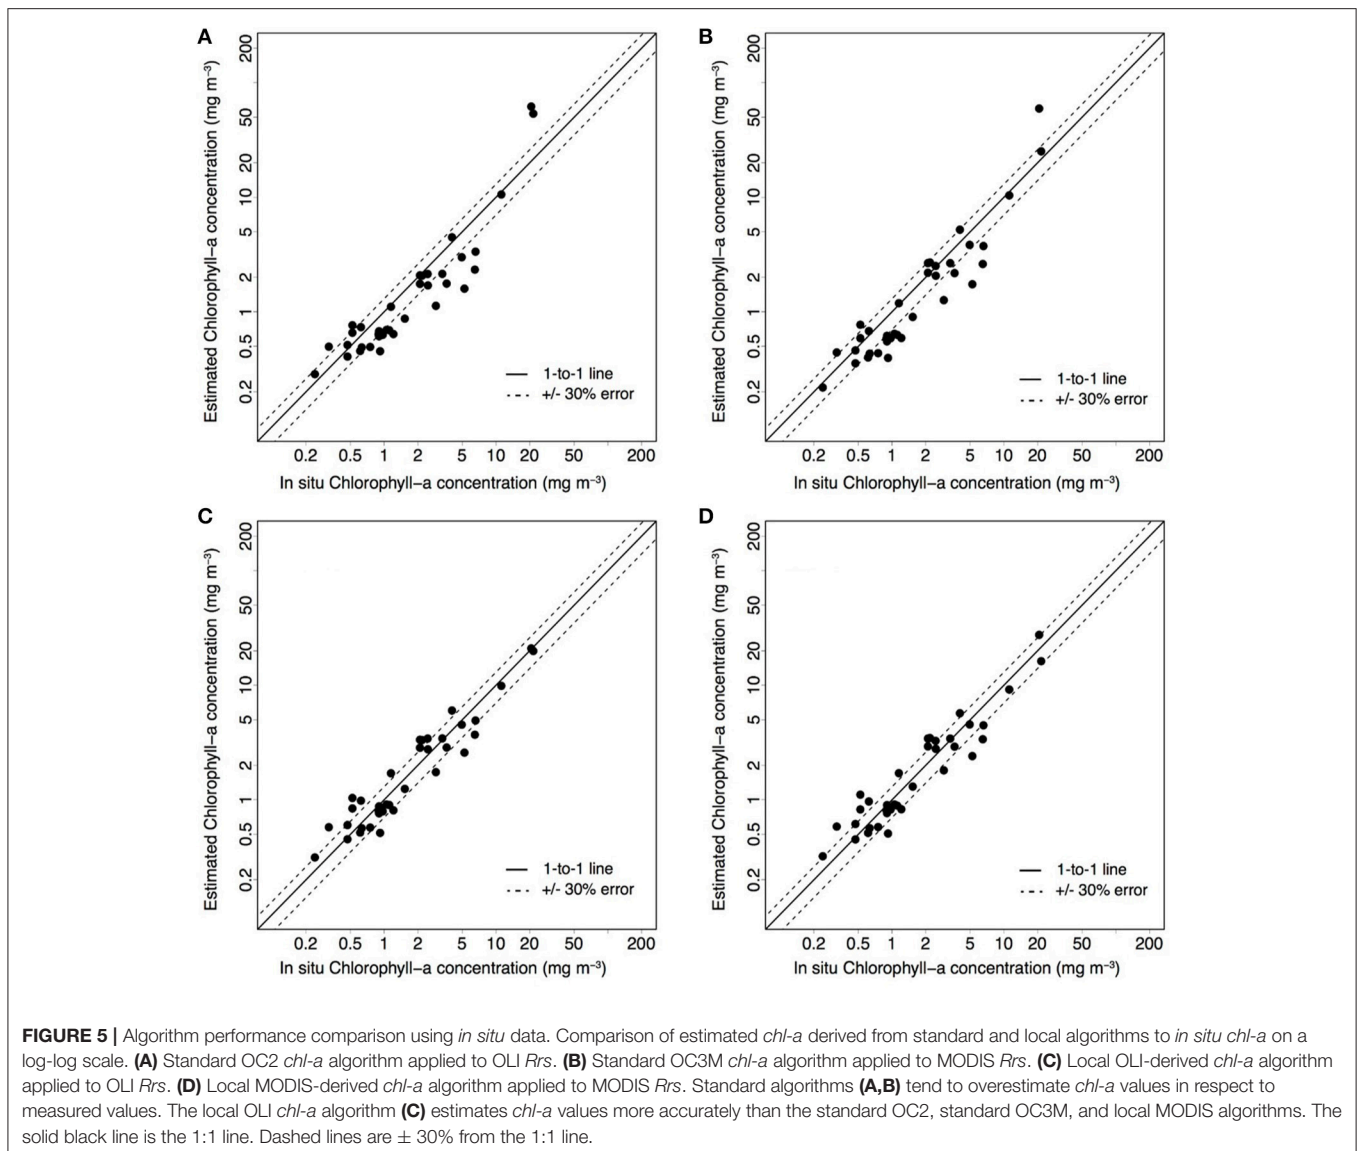 A
Estimated Chlorophyll–a concentration (mg m⁻³)
200
50
20
10
5
2
1
0.5
0.2
1-to-1 line
+/- 30% error
0.2 0.5 1 2 5 10 20 50 200
In situ Chlorophyll–a concentration (mg m⁻³)
B
Estimated Chlorophyll–a concentration (mg m⁻³)
200
50
20
10
5
2
1
0.5
0.2
1-to-1 line
+/- 30% error
0.2 0.5 1 2 5 10 20 50 200
In situ Chlorophyll–a concentration (mg m⁻³)
C
Estimated Chlorophyll–a concentration (mg m⁻³)
200
50
20
10
5
2
1
0.5
0.2
1-to-1 line
+/- 30% error
0.2 0.5 1 2 5 10 20 50 200
In situ Chlorophyll–a concentration (mg m⁻³)
D
Estimated Chlorophyll–a concentration (mg m⁻³)
200
50
20
10
5
2
1
0.5
0.2
1-to-1 line
+/- 30% error
0.2 0.5 1 2 5 10 20 50 200
In situ Chlorophyll–a concentration (mg m⁻³)
FIGURE 5 | Algorithm performance comparison using in situ data. Comparison of estimated chl-a derived from standard and local algorithms to in situ chl-a on a
log-log scale. (A) Standard OC2 chl-a algorithm applied to OLI Rrs. (B) Standard OC3M chl-a algorithm applied to MODIS Rrs. (C) Local OLI-derived chl-a algorithm
applied to OLI Rrs. (D) Local MODIS-derived chl-a algorithm applied to MODIS Rrs. Standard algorithms (A,B) tend to overestimate chl-a values in respect to
measured values. The local OLI chl-a algorithm (C) estimates chl-a values more accurately than the standard OC2, standard OC3M, and local MODIS algorithms. The
solid black line is the 1:1 line. Dashed lines are ± 30% from the 1:1 line.